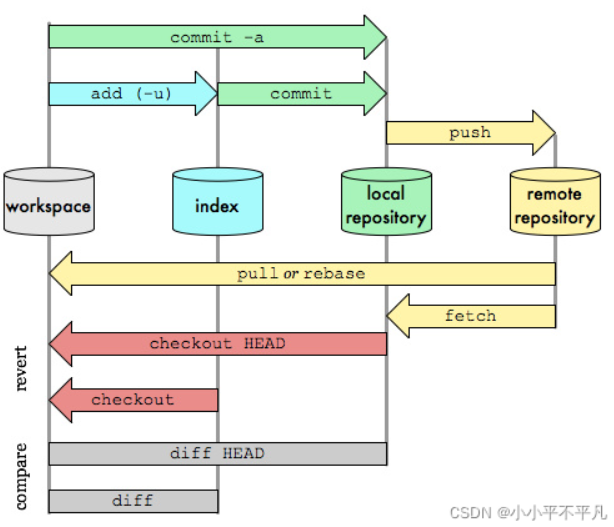 commit -a
add (-u)
commit
push
workspace
index
local
repository
remote
repository
pull or rebase
fetch
revert
checkout HEAD
checkout
compare
diff HEAD
diff
CSDN @小小平不平凡